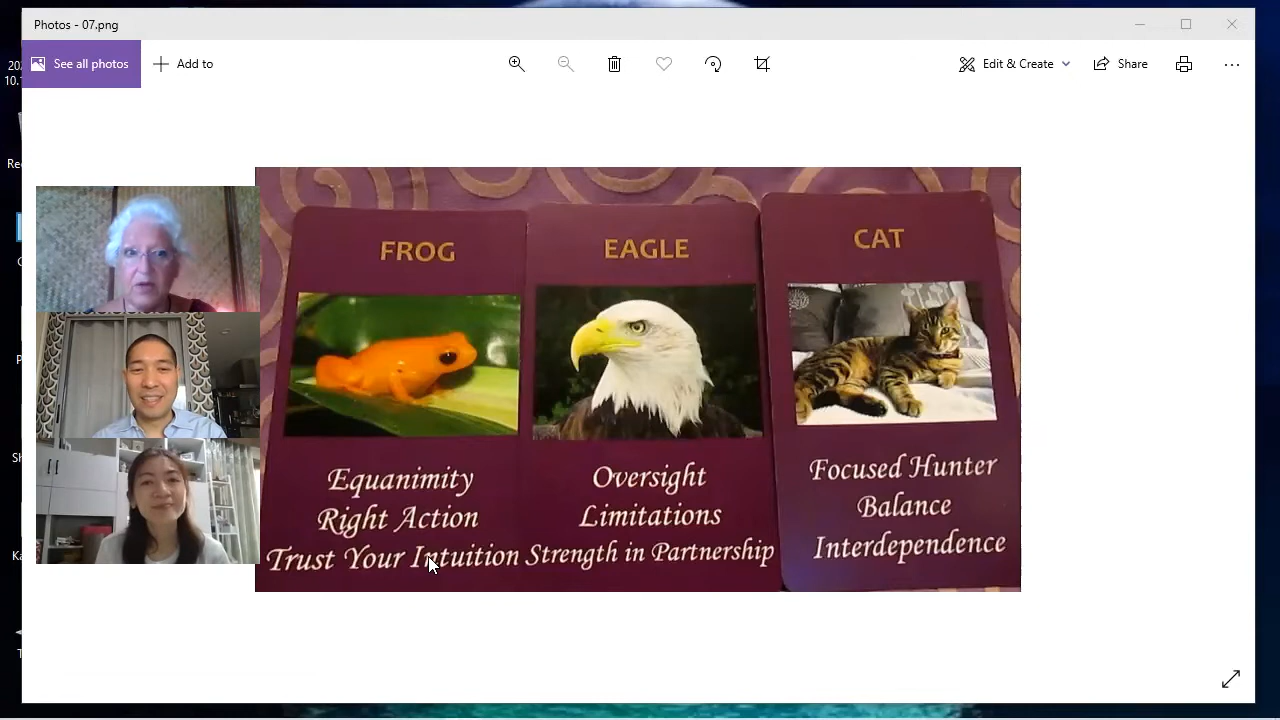 Photos - 07.png
See all photos
Add to
Edit & Create
Share
FROG
EAGLE
CAT
Equanimity
Right Action
Trust Your Intuition
Oversight
Limitations
Strength in Partnership
Focused Hunter
Balance
Interdependence